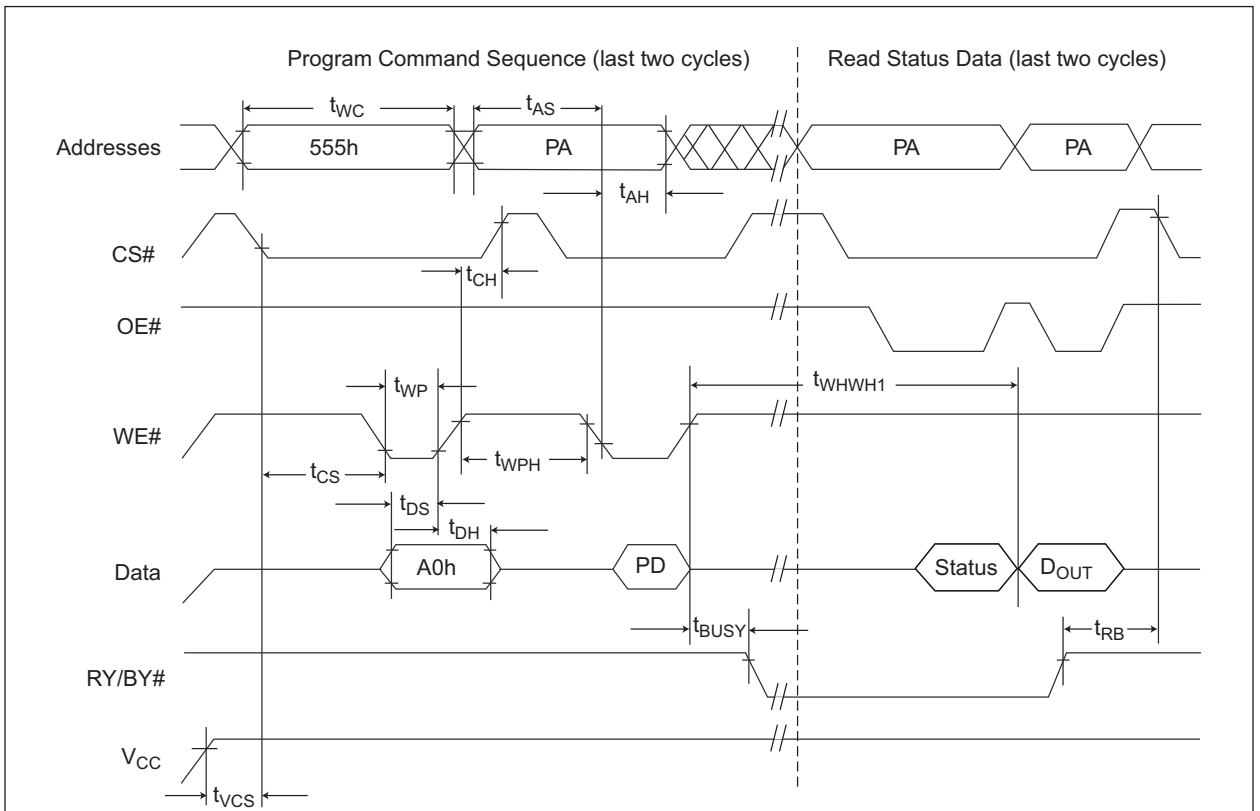 Program Command Sequence (last two cycles)
Read Status Data (last two cycles)
tWC
tAS
Addresses
555h
PA
PA
PA
tAH
CS#
tCH
OE#
tWHWH1
tWP
WE#
tWPH
tCS
tDS
tDH
Data
A0h
PD
Status
DOUT
tBUSY
tRB
RY/BY#
VCC
tVCS